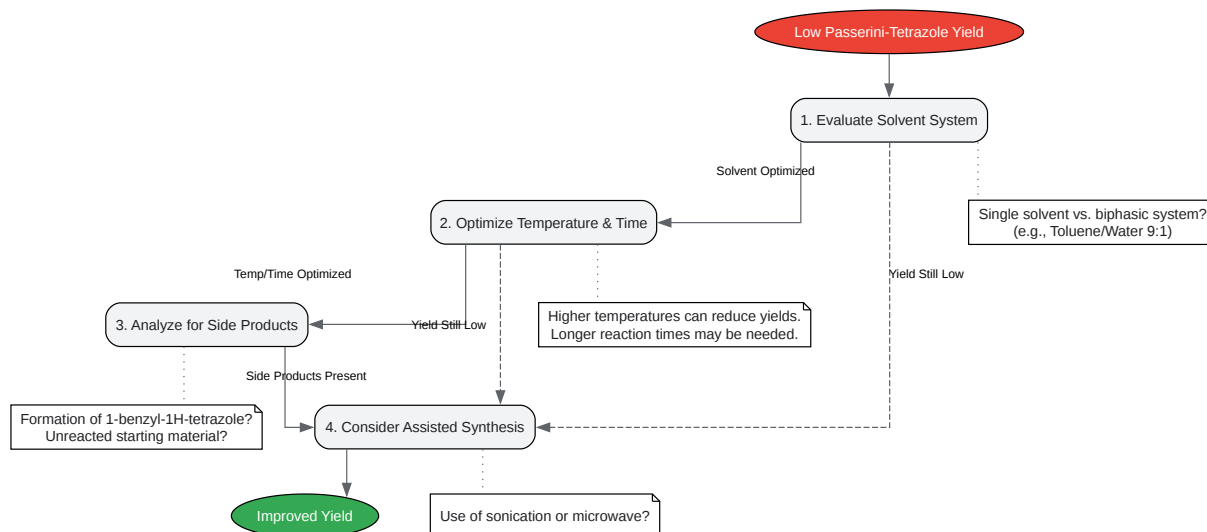 Low Passerini-Tetrazole Yield
1. Evaluate Solvent System
Solvent Optimized
Single solvent vs. biphasic system?
(e.g., Toluene/Water 9:1)
2. Optimize Temperature & Time
Temp/Time Optimized
Yield Still Low
Higher temperatures can reduce yields.
Longer reaction times may be needed.
3. Analyze for Side Products
Yield Still Low
Side Products Present
Formation of 1-benzyl-1H-tetrazole?
Unreacted starting material?
4. Consider Assisted Synthesis
Improved Yield
Use of sonication or microwave?